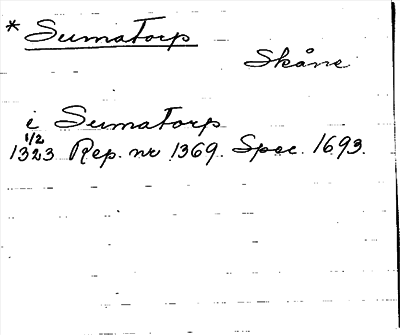 * Sumatorp
Skåne
i Sumatorp
1/2
1323 Rep. nr 1369. Spec. 1693.